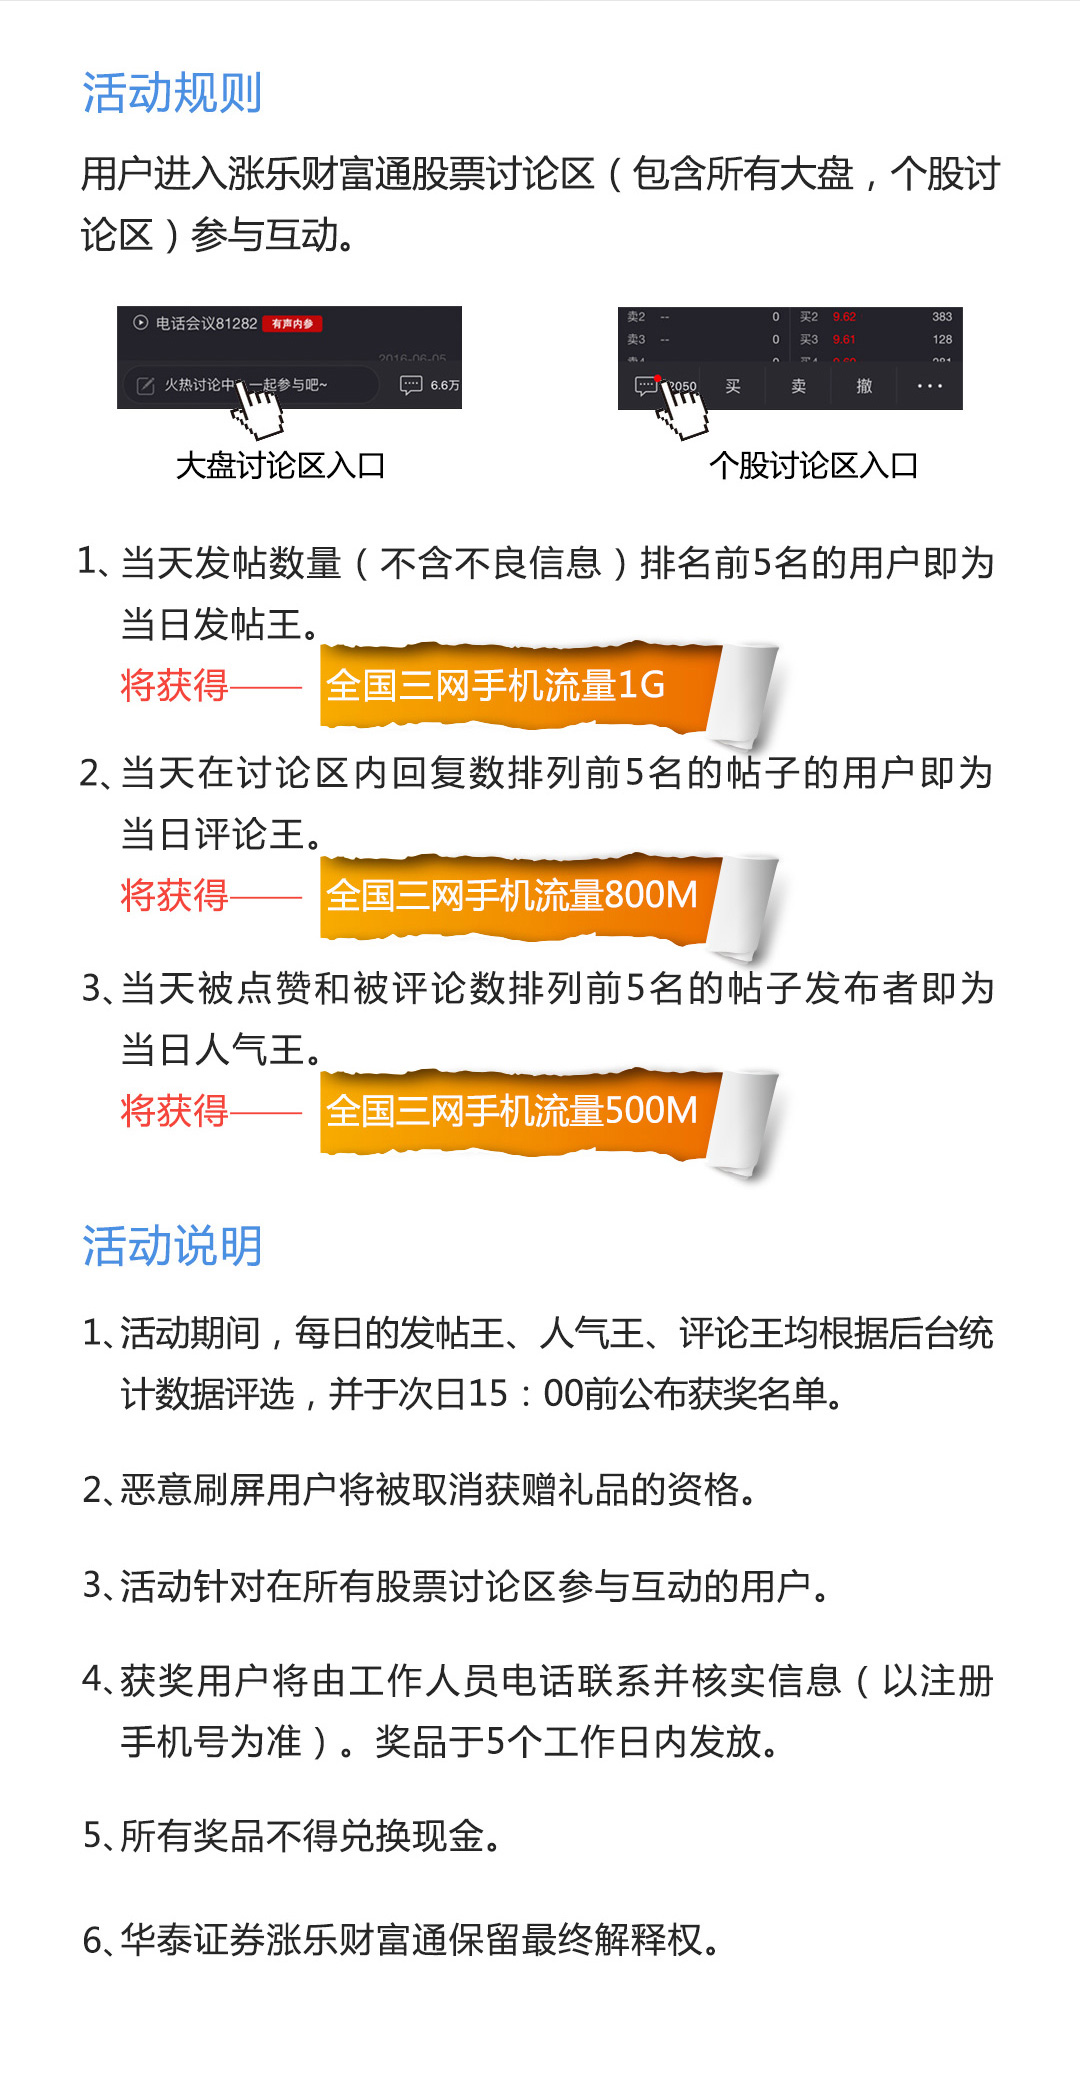 活动规则
用户进入涨乐财富通股票讨论区（包含所有大盘，个股讨
论区）参与互动。
电话会议81282 有声内参
2016-06-05
火热讨论中 一起参与吧~ 6.6万
卖2 -- 0 买2 9.62 383
卖3 -- 0 买3 9.61 128
2050 买 卖 撤 ···
大盘讨论区入口 个股讨论区入口
1、当天发帖数量（不含不良信息）排名前5名的用户即为
当日发帖王。
将获得—— 全国三网手机流量1G
2、当天在讨论区内回复数排列前5名的帖子的用户即为
当日评论王。
将获得—— 全国三网手机流量800M
3、当天被点赞和被评论数排列前5名的帖子发布者即为
当日人气王。
将获得—— 全国三网手机流量500M
活动说明
1、活动期间，每日的发帖王、人气王、评论王均根据后台统
计数据评选，并于次日15：00前公布获奖名单。
2、恶意刷屏用户将被取消获赠礼品的资格。
3、活动针对在所有股票讨论区参与互动的用户。
4、获奖用户将由工作人员电话联系并核实信息（以注册
手机号为准）。奖品于5个工作日内发放。
5、所有奖品不得兑换现金。
6、华泰证券涨乐财富通保留最终解释权。